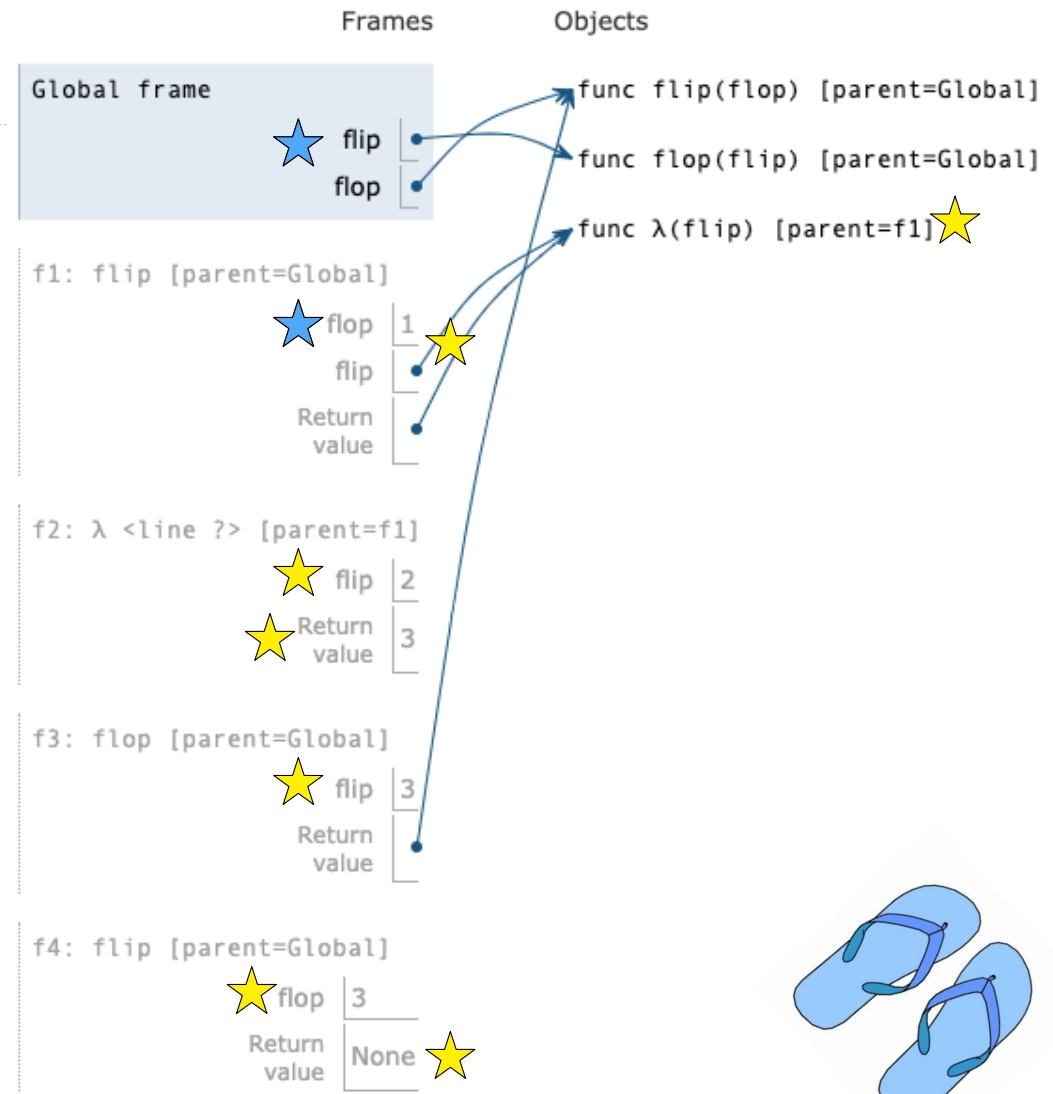 Frames Objects
Global frame
flip
flop
func flip(flop) [parent=Global]
func flop(flip) [parent=Global]
func λ(flip) [parent=f1]
f1: flip [parent=Global]
flop 1
flip
Return
value
f2: λ <line ?> [parent=f1]
flip 2
Return
value 3
f3: flop [parent=Global]
flip 3
Return
value
f4: flip [parent=Global]
flop 3
Return
value None